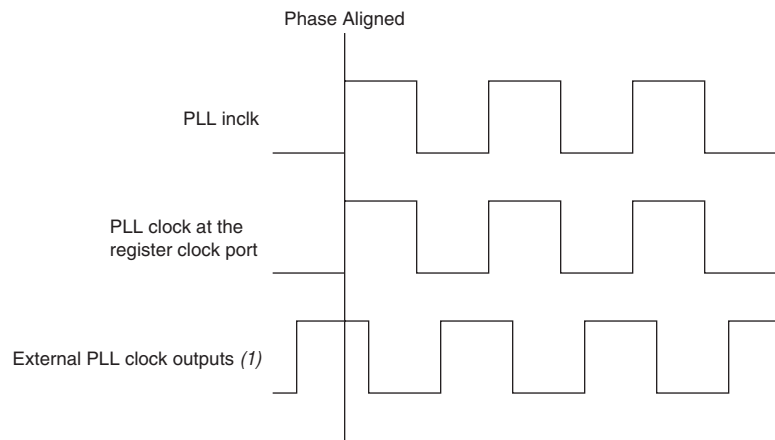 Phase Aligned
PLL inclk
PLL clock at the
register clock port
External PLL clock outputs (1)